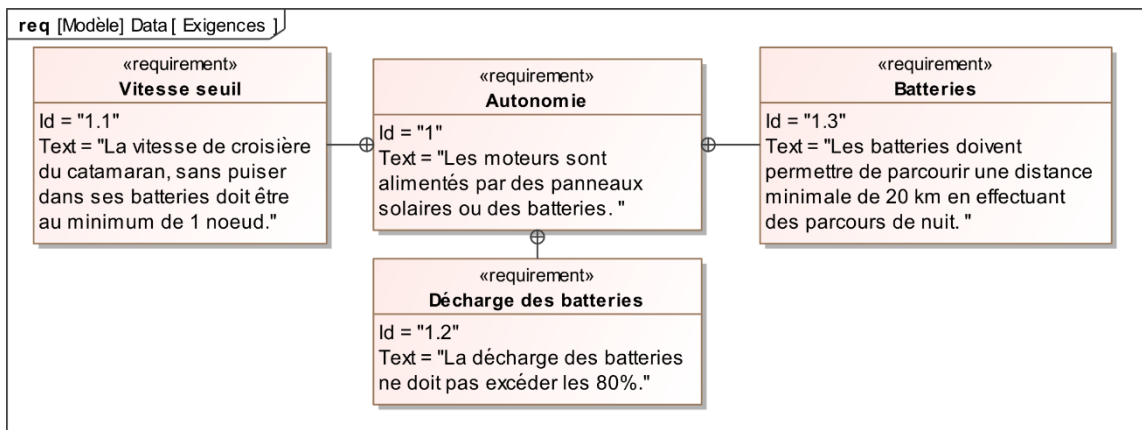 req [Modèle] Data [ Exigences ]
«requirement»
Vitesse seuil
Id = "1.1"
Text = "La vitesse de croisière
du catamaran, sans puiser
dans ses batteries doit être
au minimum de 1 noeud."
«requirement»
Autonomie
Id = "1"
Text = "Les moteurs sont
alimentés par des panneaux
solaires ou des batteries. "
«requirement»
Batteries
Id = "1.3"
Text = "Les batteries doivent
permettre de parcourir une distance
minimale de 20 km en effectuant
des parcours de nuit. "
«requirement»
Décharge des batteries
Id = "1.2"
Text = "La décharge des batteries
ne doit pas excéder les 80%."